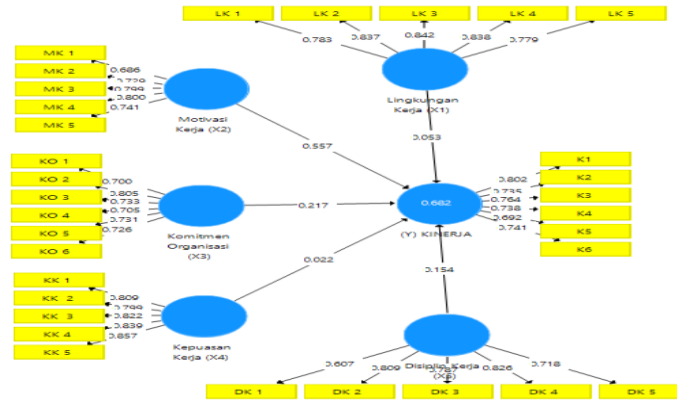 LK 1 LK 2 LK 3 LK 4 LK 5
0.783 0.837 0.842 0.838 0.779
Lingkungan
Kerja (X1)
MK 1
MK 2
MK 3
MK 4
MK 5
0.686
0.799
0.800
0.741
Motivasi
Kerja (X2)
0.557
0.053
KO 1
KO 2
KO 3
KO 4
KO 5
KO 6
0.700
0.805
0.733
0.705
0.731
0.726
Komitmen
Organisasi
(X3)
0.217
0.682
(Y) KINERJA
0.802
0.735
0.764
0.738
0.692
0.741
K1
K2
K3
K4
K5
K6
KK 1
KK 2
KK 3
KK 4
KK 5
0.809
0.799
0.822
0.839
0.857
Kepuasan
Kerja (X4)
0.022
0.154
Disiplin Kerja
0.607 0.809 0.826 0.718
DK 1 DK 2 DK 3 DK 4 DK 5